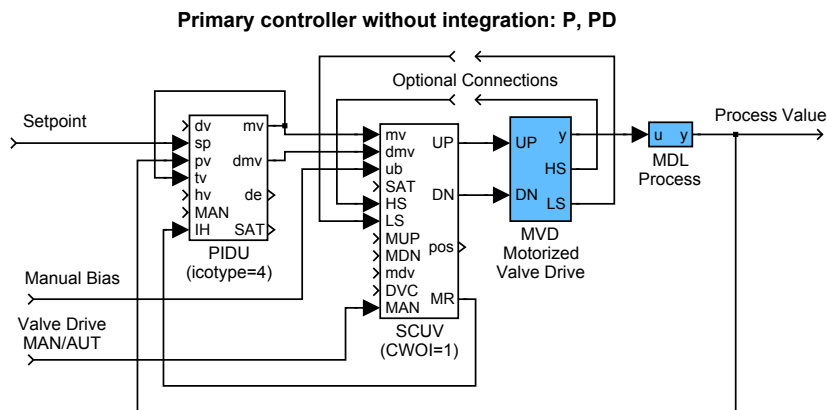 Primary controller without integration: P, PD
Optional Connections
Setpoint
Process Value
dv
sp
pv
tv
hv
MAN
IH
mv
dmv
de
SAT
PIDU
(icotype=4)
mv
dmv
ub
SAT
HS
LS
MUP
MDN
mdv
DVC
MAN
UP
DN
pos
MR
SCUV
(CWOI=1)
UP
DN
y
HS
LS
MVD
Motorized
Valve Drive
u y
MDL
Process
Manual Bias
Valve Drive
MAN/AUT